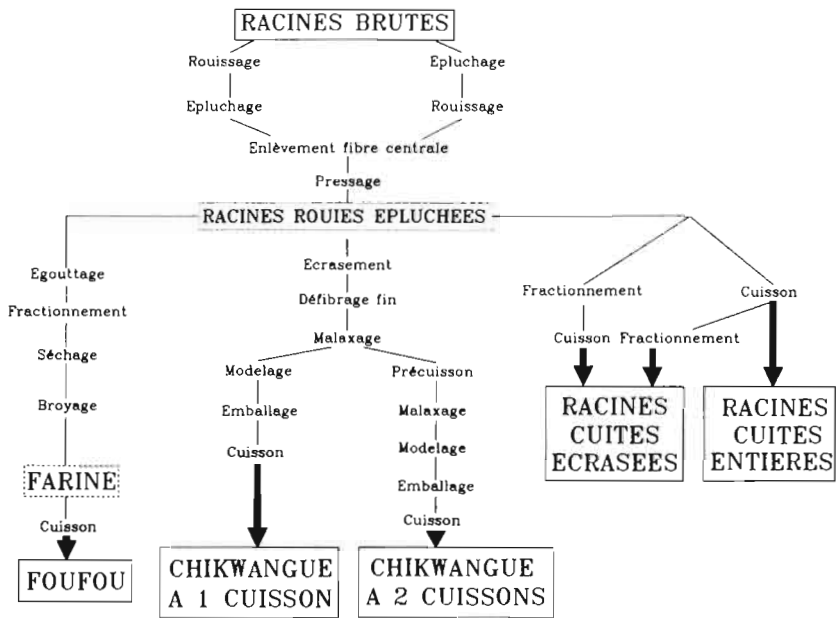 RACINES BRUTES
Rouissage
Epluchage
Epluchage
Rouissage
Enlèvement fibre centrale
Pressage
RACINES ROUIES EPLUCHEES
Egouttage
Fractionnement
Séchage
Broyage
FARINE
Cuisson
FOUFOU
Ecrasement
Défibrage fin
Malaxage
Modelage
Emballage
Cuisson
CHIKWANGUE
A 1 CUISSON
Précuisson
Malaxage
Modelage
Emballage
Cuisson
CHIKWANGUE
A 2 CUISSONS
Fractionnement
Cuisson
Cuisson
Fractionnement
RACINES
CUITES
ECRASEES
RACINES
CUITES
ENTIERES